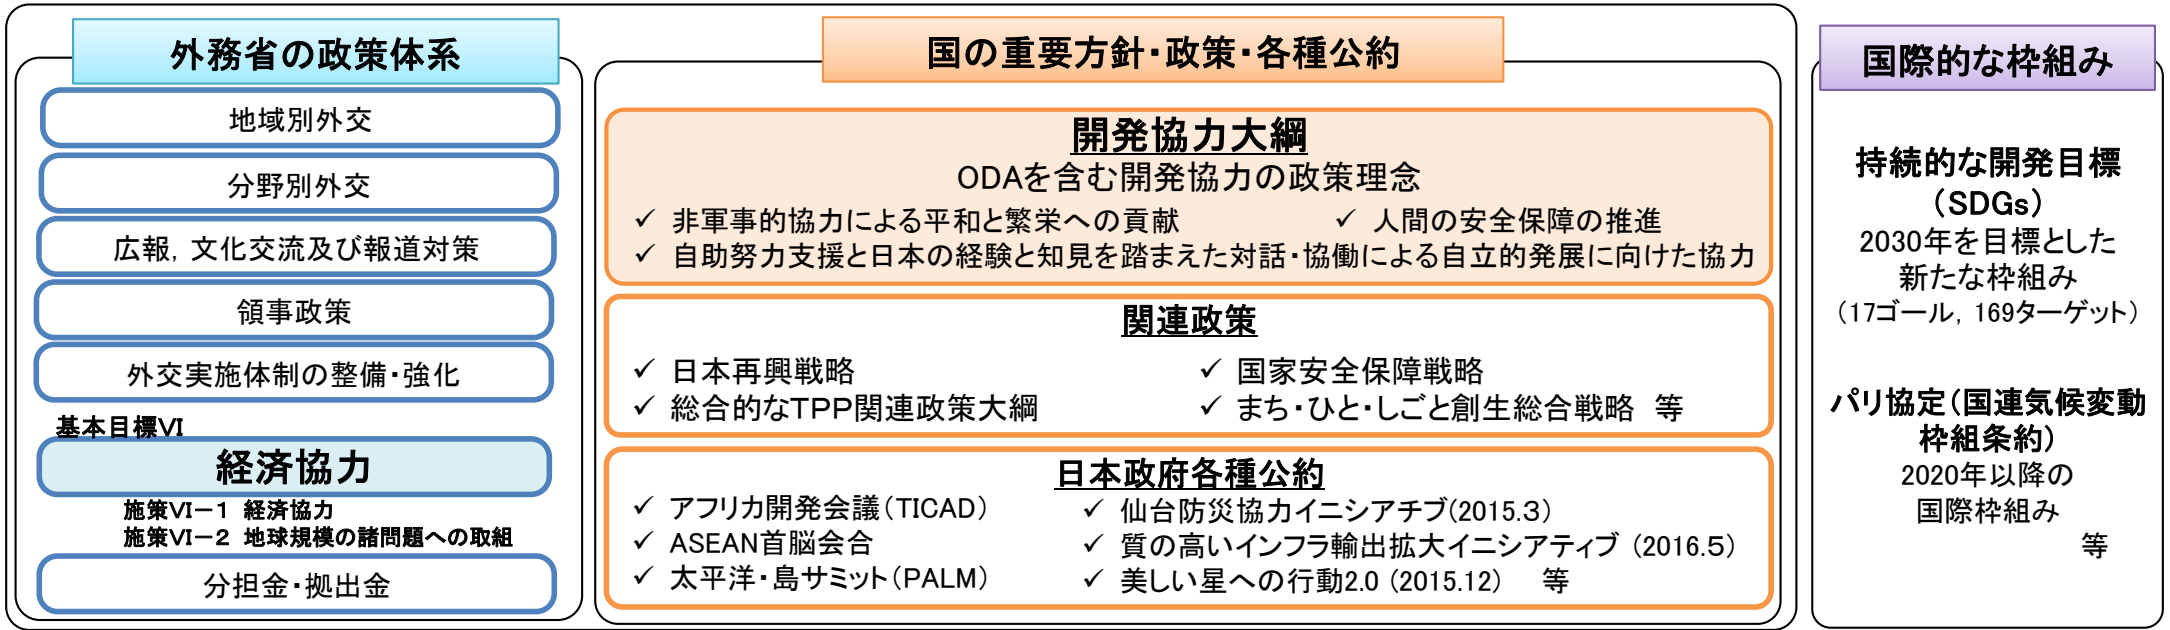 外務省の政策体系
地域別外交
分野別外交
広報，文化交流及び報道対策
領事政策
外交実施体制の整備・強化
基本目標Ⅵ
経済協力
施策Ⅵ－１ 経済協力
施策Ⅵ－２ 地球規模の諸問題への取組
分担金・拠出金
国の重要方針・政策・各種公約
開発協力大綱
ODAを含む開発協力の政策理念
✓ 非軍事的協力による平和と繁栄への貢献 ✓ 人間の安全保障の推進
✓ 自助努力支援と日本の経験と知見を踏まえた対話・協働による自立的発展に向けた協力
関連政策
✓ 日本再興戦略 ✓ 国家安全保障戦略
✓ 総合的なTPP関連政策大綱 ✓ まち・ひと・しごと創生総合戦略 等
日本政府各種公約
✓ アフリカ開発会議（TICAD） ✓ 仙台防災協力イニシアチブ(2015.３)
✓ ASEAN首脳会合 ✓ 質の高いインフラ輸出拡大イニシアティブ (2016.５)
✓ 太平洋・島サミット（PALM） ✓ 美しい星への行動2.0 (2015.12) 等
国際的な枠組み
持続的な開発目標
（SDGs）
2030年を目標とした
新たな枠組み
（17ゴール，169ターゲット）
パリ協定（国連気候変動
枠組条約）
2020年以降の
国際枠組み
等